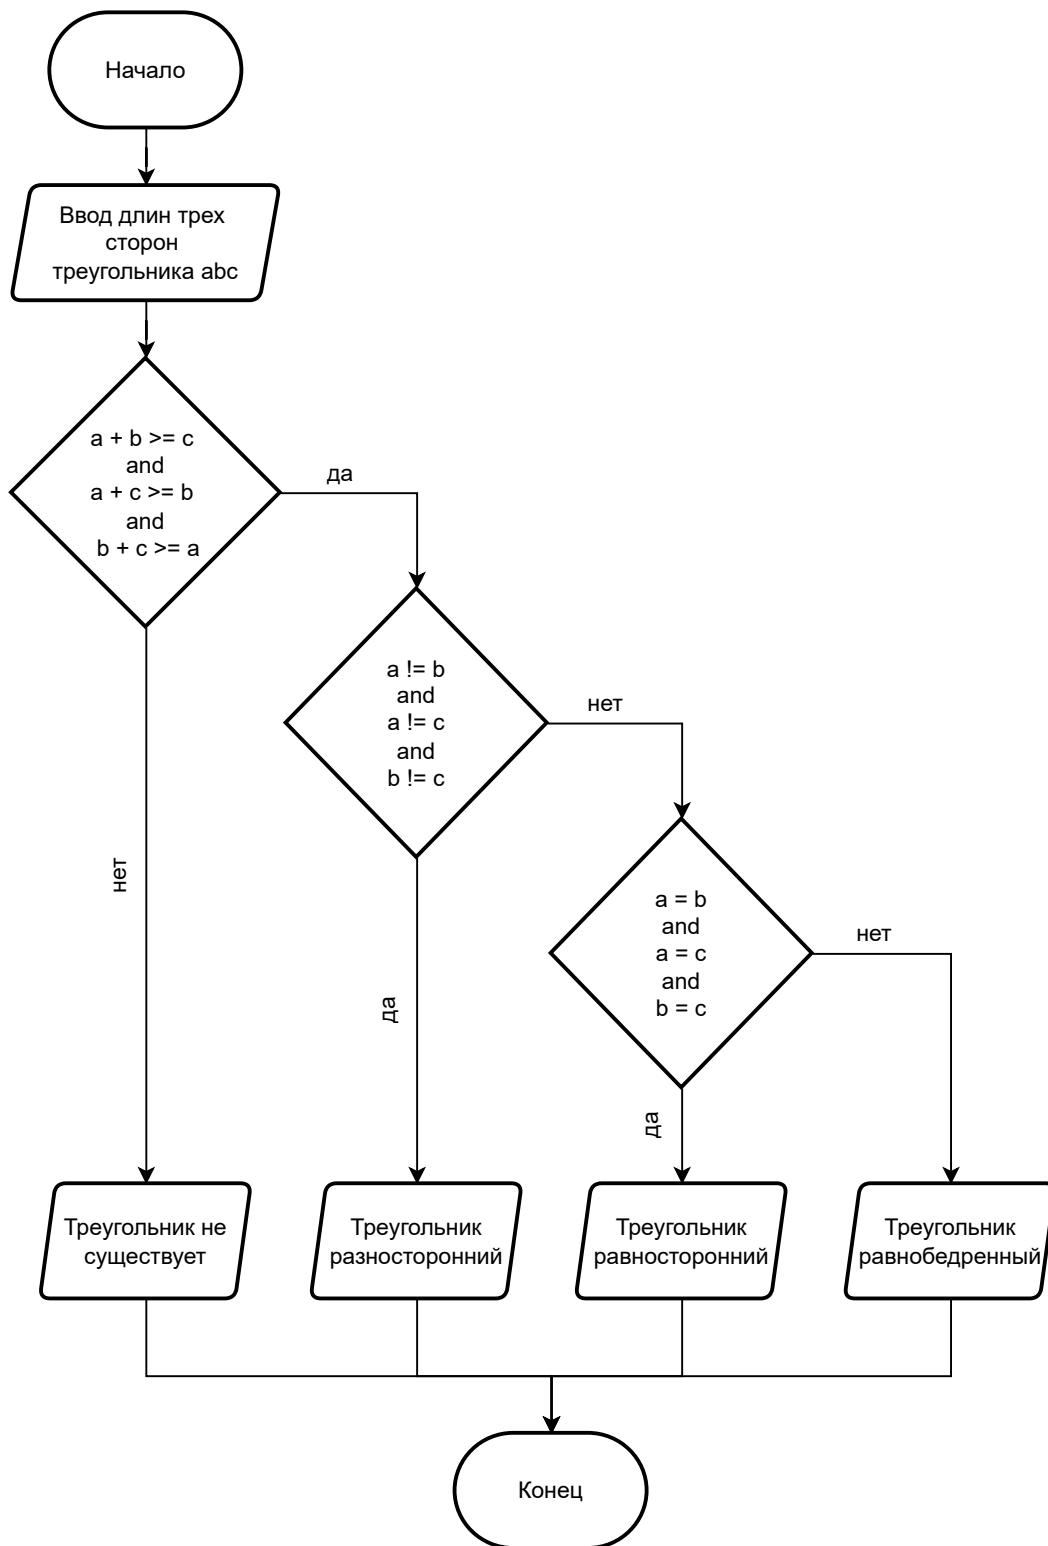 Начало
Ввод длин трех
сторон
треугольника abc
a + b >= c
and
a + c >= b
and
b + c >= a
да
a != b
and
a != c
and
b != c
нет
a = b
and
a = c
and
b = c
нет
нет
да
да
Треугольник не
существует
Треугольник
разносторонний
Треугольник
равносторонний
Треугольник
равнобедренный
Конец